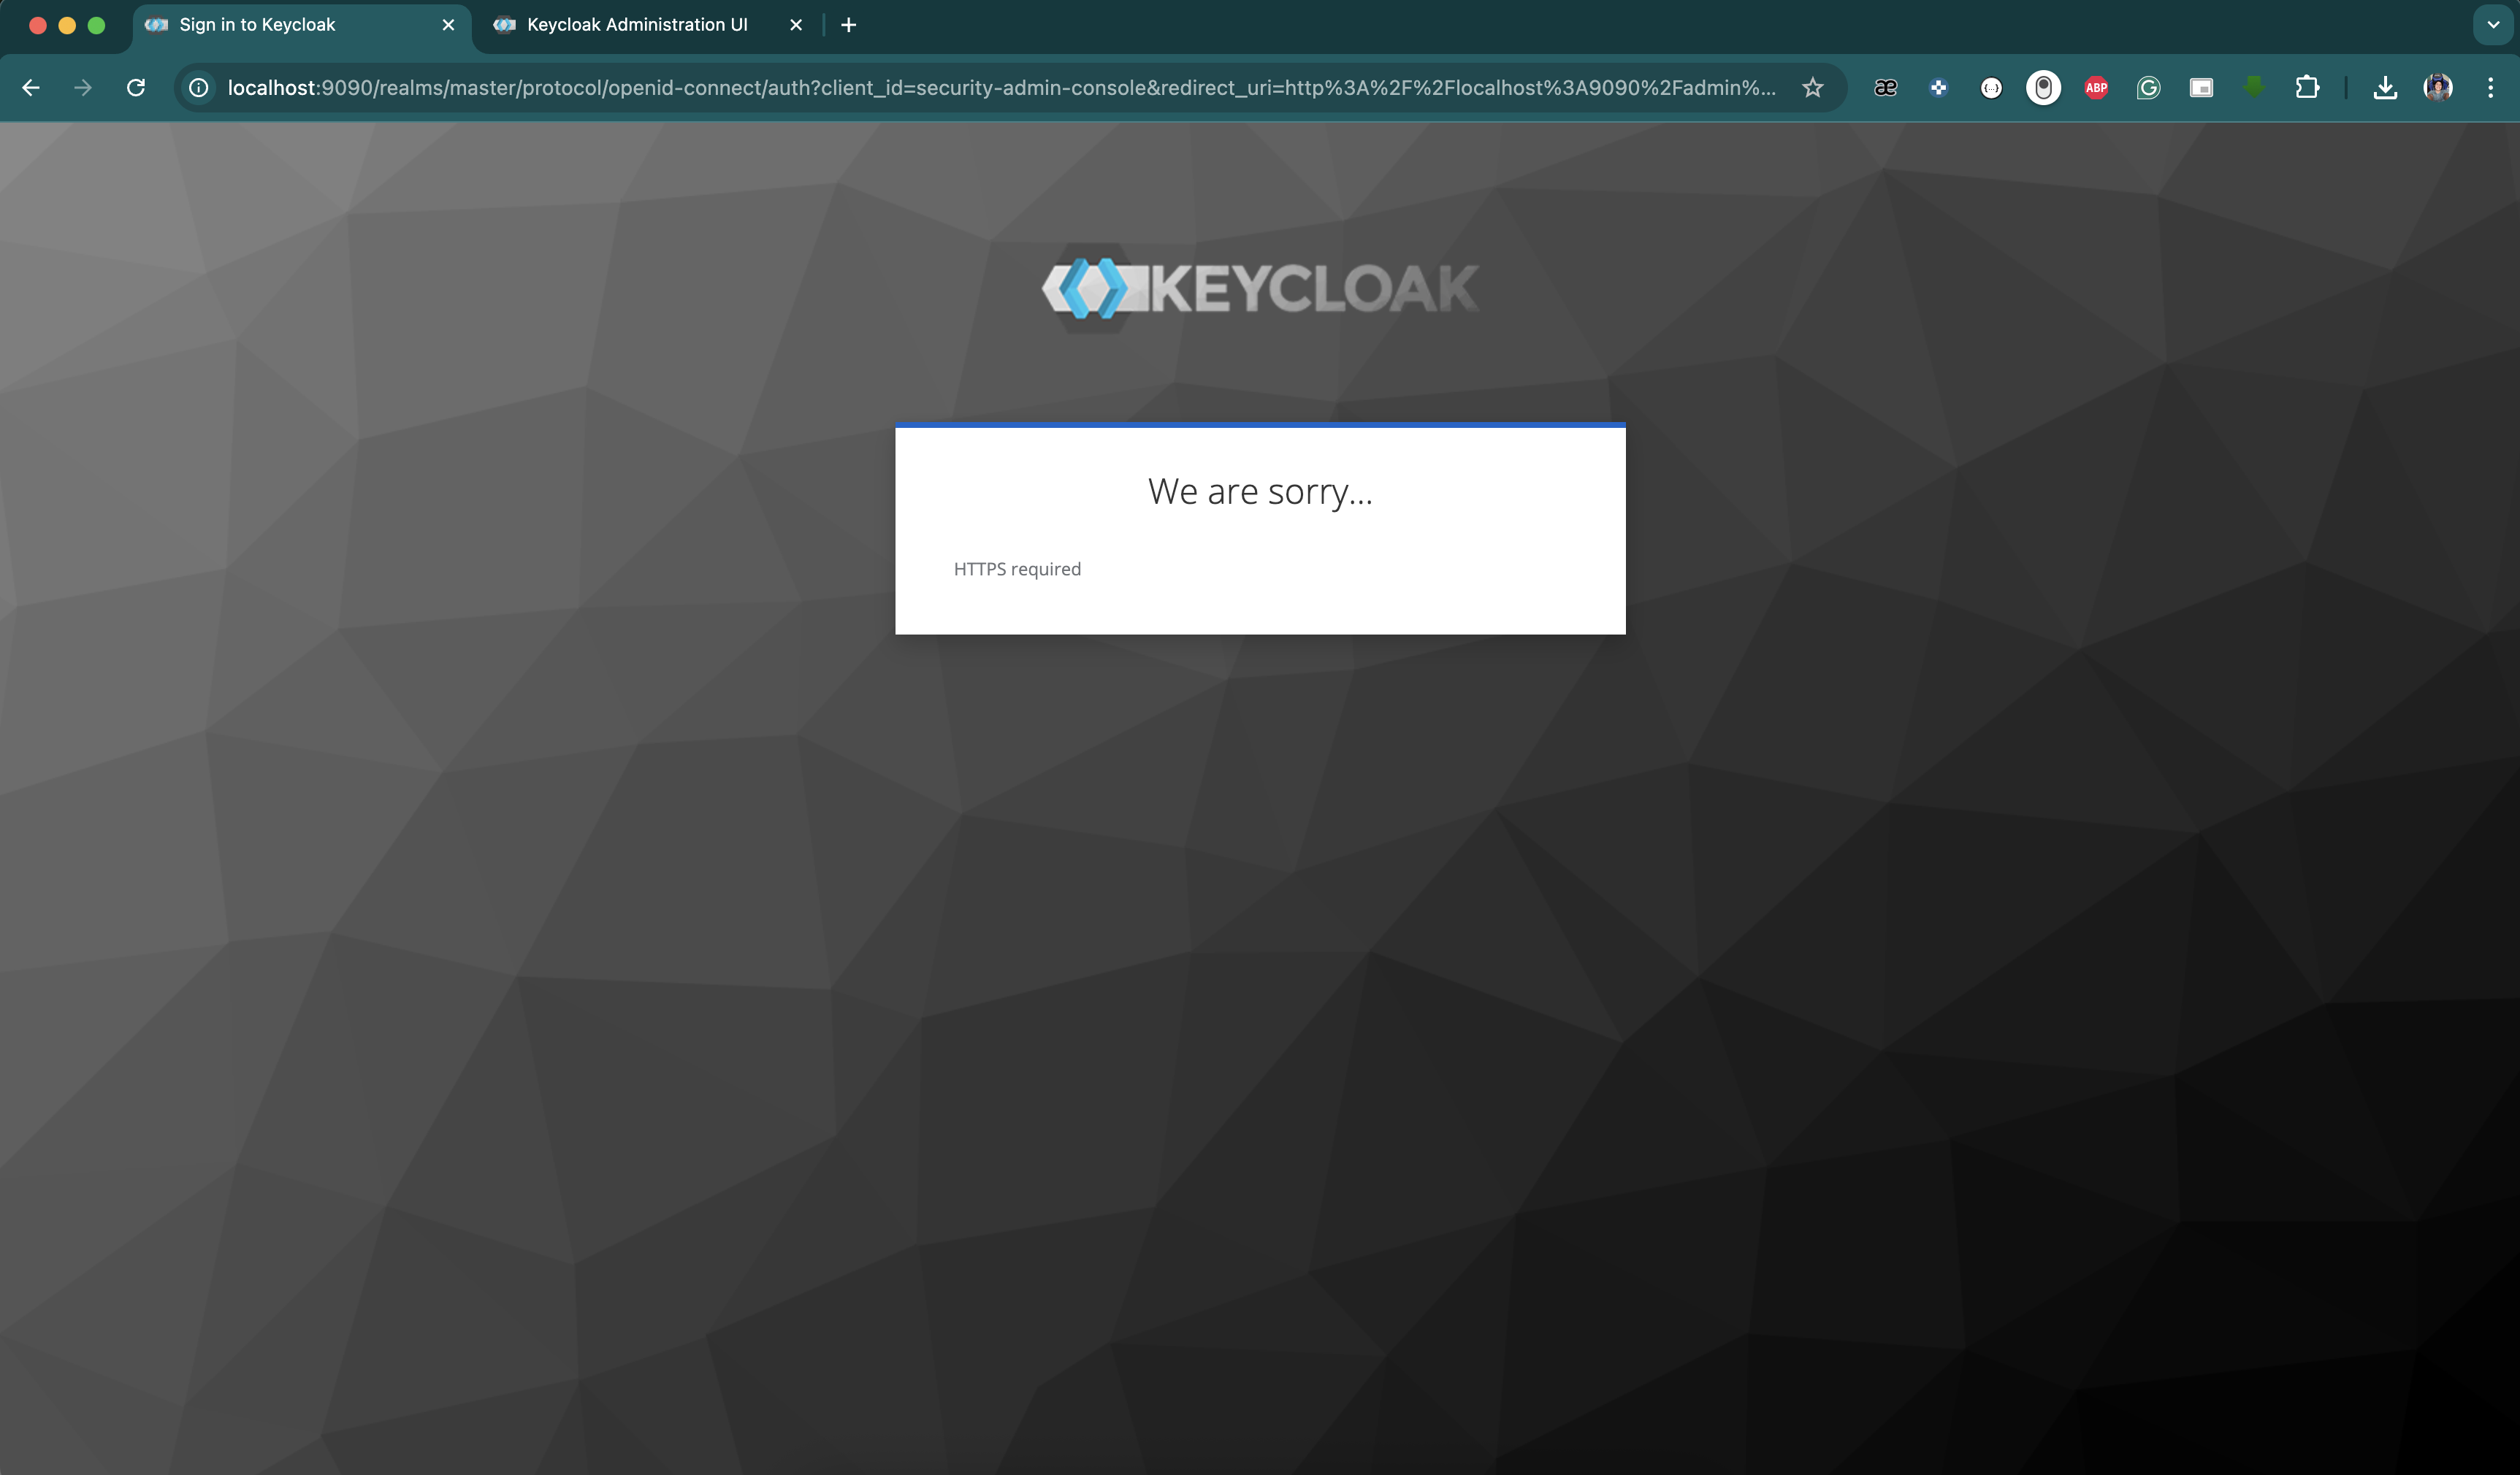 Sign in to Keycloak
Keycloak Administration UI
localhost:9090/realms/master/protocol/openid-connect/auth?client_id=security-admin-console&redirect_uri=http%3A%2F%2Flocalhost%3A9090%2Fadmin%...
æ
{...}
ABP
G
KEYCLOAK
We are sorry...
HTTPS required